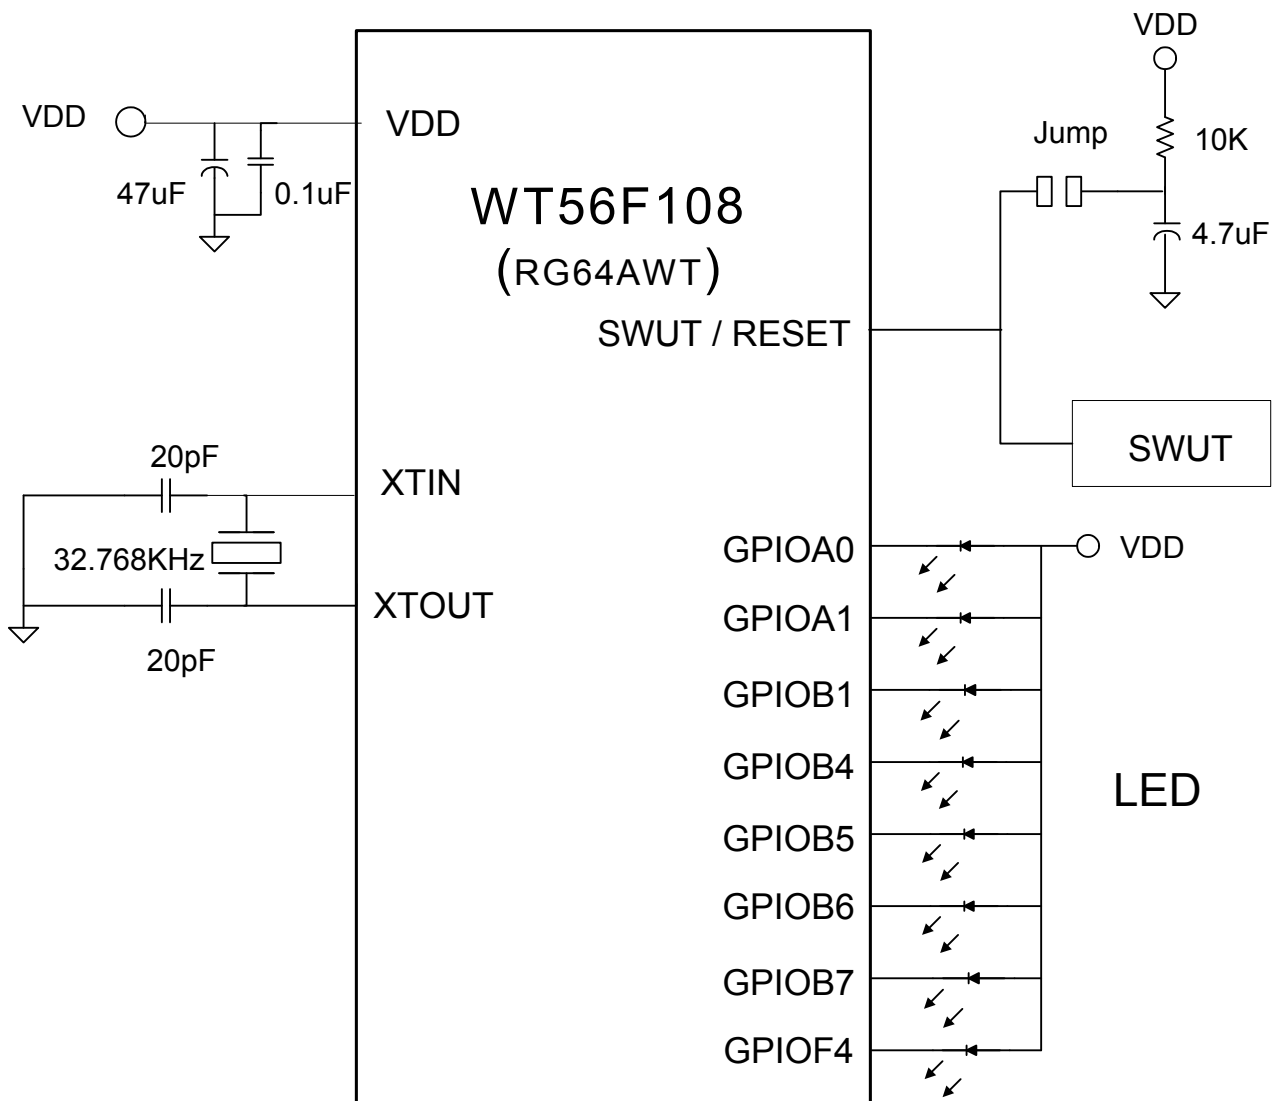 VDD
VDD
VDD
Jump
10K
47uF
0.1uF
WT56F108
4.7uF
(RG64AWT)
SWUT / RESET
SWUT
20pF
XTIN
32.768KHz
GPIOA0
VDD
XTOUT
GPIOA1
20pF
GPIOB1
GPIOB4
LED
GPIOB5
GPIOB6
GPIOB7
GPIOF4